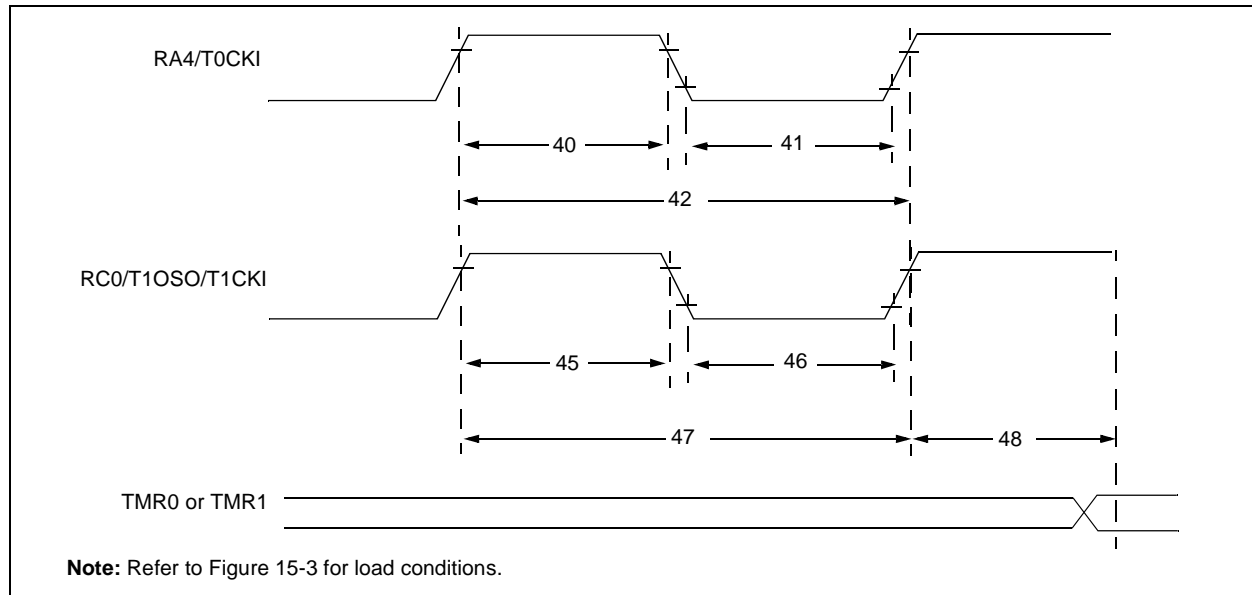 RA4/T0CKI
40
41
42
RC0/T1OSO/T1CKI
45
46
47
48
TMR0 or TMR1
Note: Refer to Figure 15-3 for load conditions.